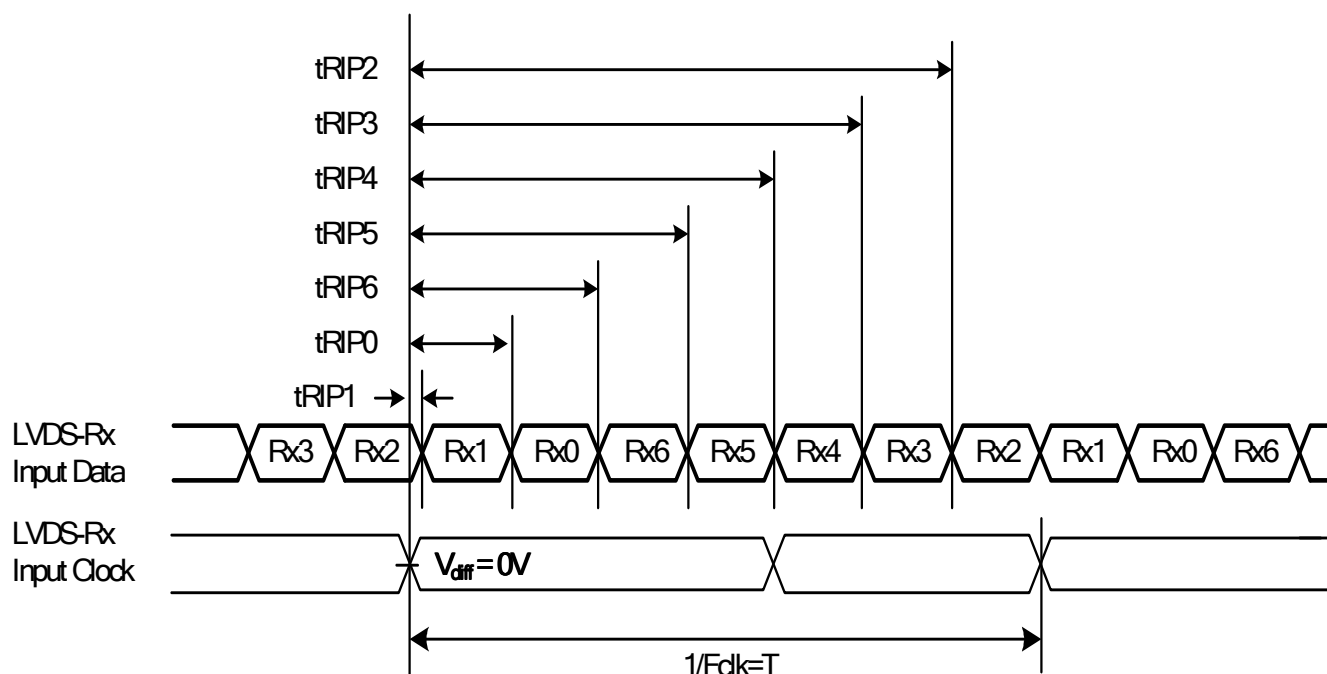 tRIP2
tRIP3
tRIP4
tRIP5
tRIP6
tRIP0
tRIP1
LVDS-Rx
Input Data
Rx3 Rx2 Rx1 Rx0 Rx6 Rx5 Rx4 Rx3 Rx2 Rx1 Rx0 Rx6
LVDS-Rx
Input Clock
Vdiff = 0V
1/Fclk=T